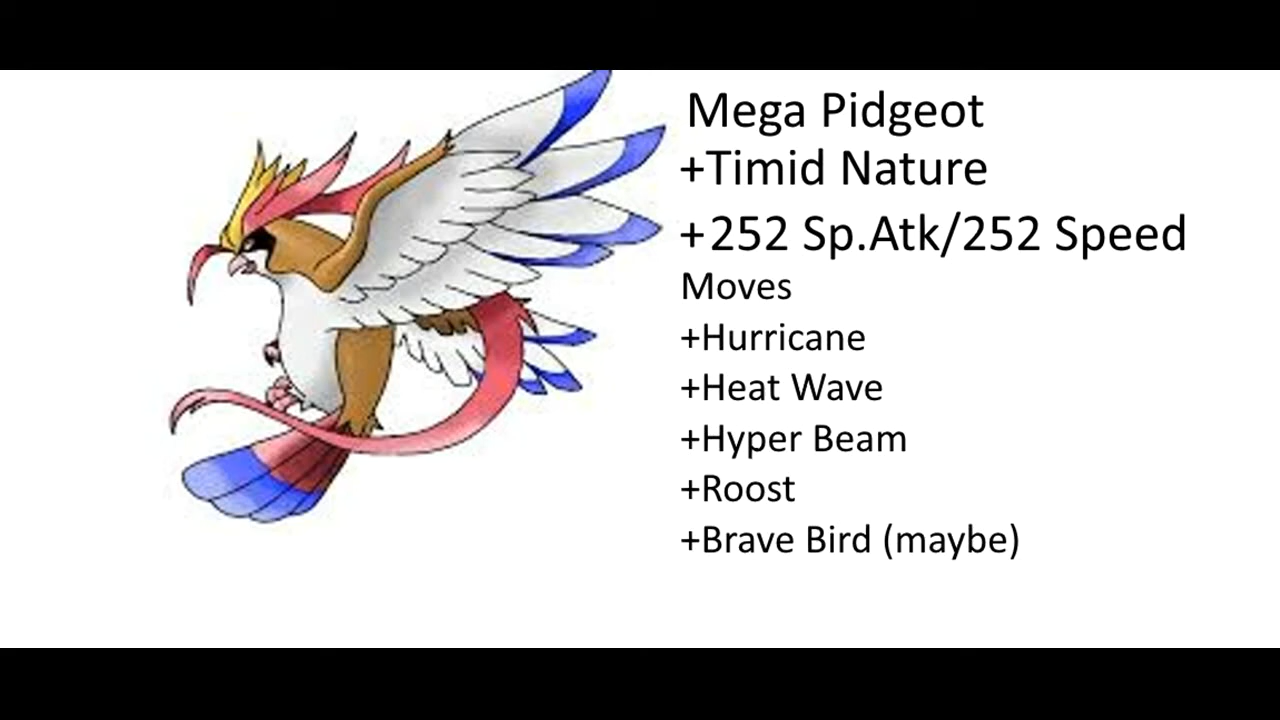 Mega Pidgeot
+Timid Nature
+252 Sp.Atk/252 Speed
Moves
+Hurricane
+Heat Wave
+Hyper Beam
+Roost
+Brave Bird (maybe)